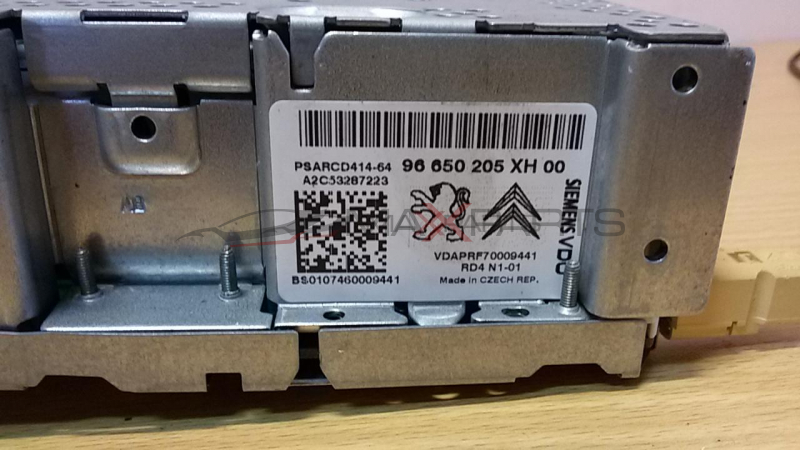 PSARCD414-64 96 650 205 XH 00
A2C53287223
SIEMENS VDO
VDAPRF70009441
RD4 N1-01
BS0107460009441
Made in CZECH REP.